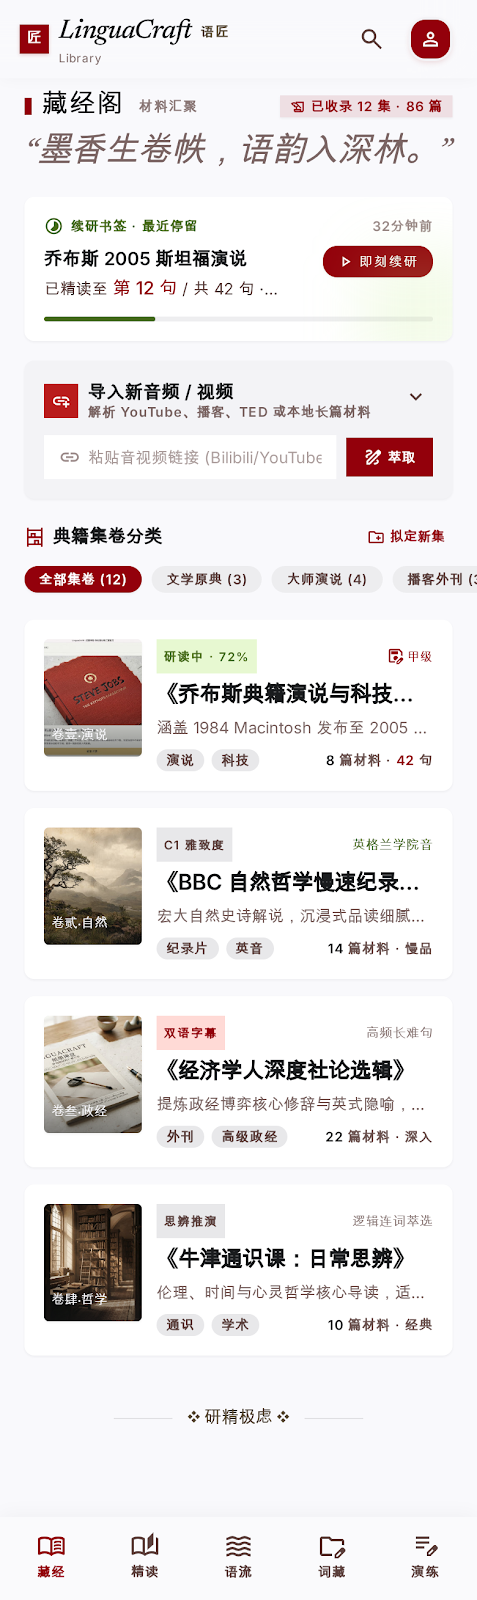 匠 LinguaCraft 语匠
Library
藏经阁 材料汇聚 已收录 12 集 · 86 篇
“墨香生卷帙，语韵入深林。”
续研书签 · 最近停留 32分钟前
乔布斯 2005 斯坦福演说 即刻续研
已精读至 第 12 句 / 共 42 句 ·...
导入新音频 / 视频
解析 YouTube、播客、TED 或本地长篇材料
粘贴音视频链接 (Bilibili/YouTube 萃取
典籍集卷分类 拟定新集
全部集卷 (12) 文学原典 (3) 大师演说 (4) 播客外刊 (3
STEVE JOBS
卷壹·演说
研读中 · 72% 甲级
《乔布斯典籍演说与科技...
涵盖 1984 Macintosh 发布至 2005 ...
演说 科技 8 篇材料 · 42 句
卷贰·自然
C1 雅致度 英格兰学院音
《BBC 自然哲学慢速纪录...
宏大自然史诗解说，沉浸式品读细腻...
纪录片 英音 14 篇材料 · 慢品
卷叁·政经
双语字幕 高频长难句
《经济学人深度社论选辑》
提炼政经博弈核心修辞与英式隐喻，...
外刊 高级政经 22 篇材料 · 深入
卷肆·哲学
思辨推演 逻辑连词萃选
《牛津通识课：日常思辨》
伦理、时间与心灵哲学核心导读，适...
通识 学术 10 篇材料 · 经典
❖ 研精极虑 ❖
藏经 精读 语流 词藏 演练